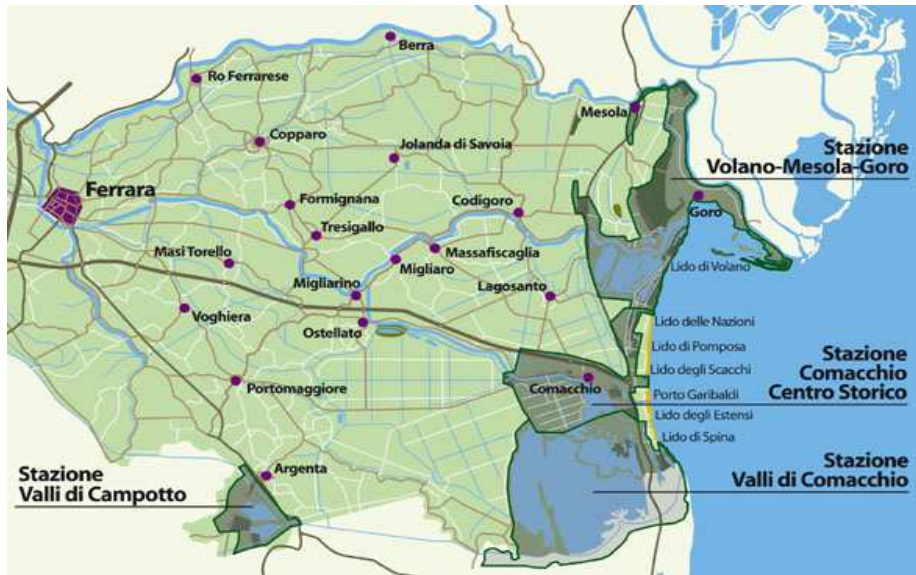 Berra
Ro Ferrarese
Mesola
Copparo
Stazione
Volano-Mesola-Goro
Jolanda di Savoia
Ferrara
Formignana
Codigoro
Goro
Tresigallo
Masi Torello
Massafiscaglia
Migliaro
Lido di Volano
Migliarino
Lagosanto
Voghiera
Ostellato
Lido delle Nazioni
Lido di Pomposa
Stazione
Comacchio
Centro Storico
Lido degli Scacchi
Portomaggiore
Comacchio
Porto Garibaldi
Lido degli Estensi
Lido di Spina
Stazione
Valli di Campotto
Argenta
Stazione
Valli di Comacchio